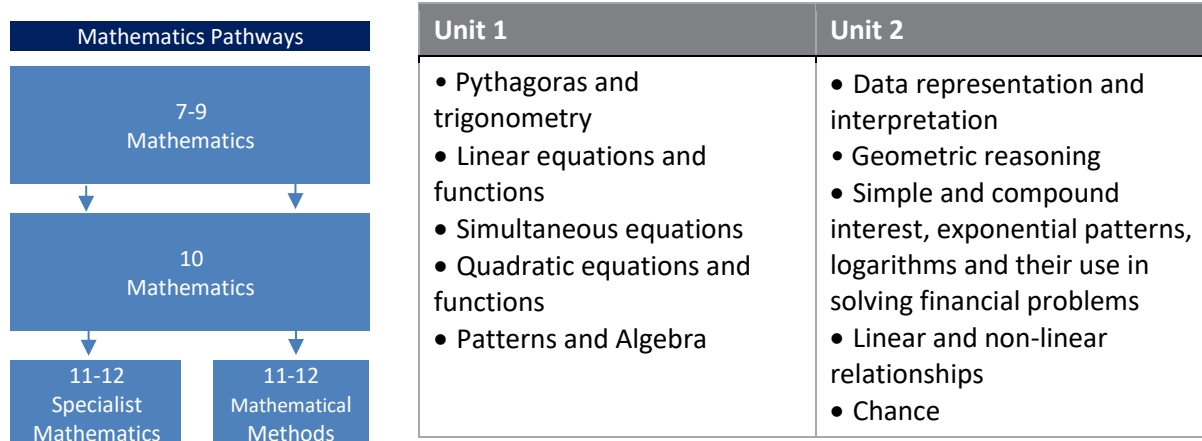 Mathematics Pathways
7-9
Mathematics
10
Mathematics
11-12
Specialist
Mathematics
11-12
Mathematical
Methods
Unit 1
• Pythagoras and
trigonometry
• Linear equations and
functions
• Simultaneous equations
• Quadratic equations and
functions
• Patterns and Algebra
Unit 2
• Data representation and
interpretation
• Geometric reasoning
• Simple and compound
interest, exponential patterns,
logarithms and their use in
solving financial problems
• Linear and non-linear
relationships
• Chance